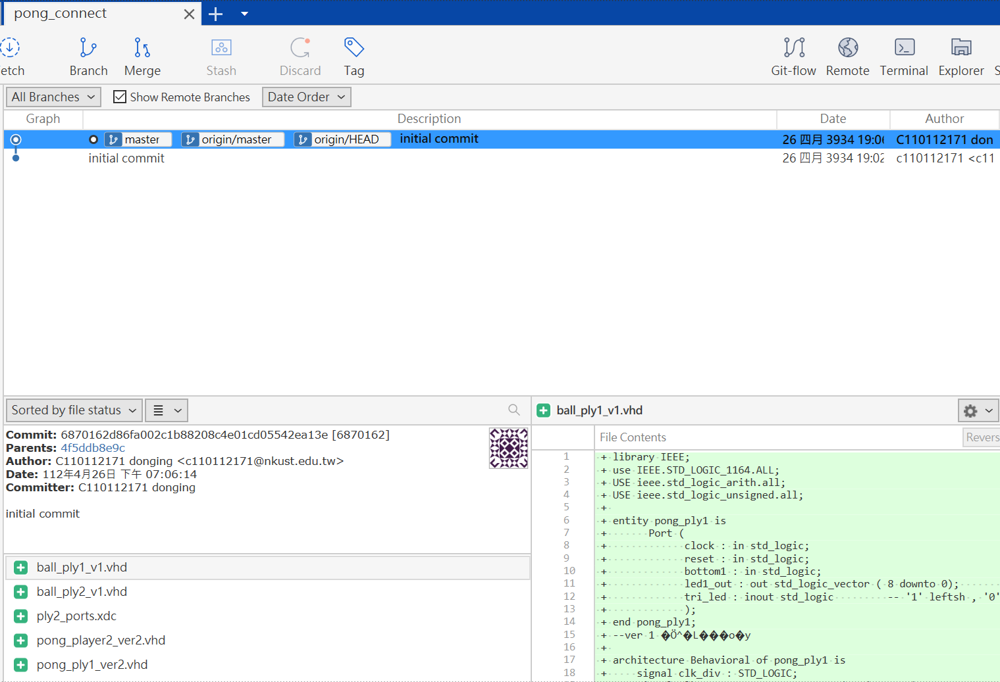 pong_connect
etch
Branch
Merge
Stash
Discard
Tag
Git-flow
Remote
Terminal
Explorer
S
All Branches
Show Remote Branches
Date Order
Graph
Description
Date
Author
master
origin/master
origin/HEAD
initial commit
26 四月 3934 19:06
C110112171 don
initial commit
26 四月 3934 19:02
c110112171 <c11
Sorted by file status
ball_ply1_v1.vhd
Commit: 6870162d86fa002c1b88208c4e01cd05542ea13e [6870162]
Parents: 4f5ddb8e9c
Author: C110112171 donging <c110112171@nkust.edu.tw>
Date: 112年4月26日 下午 07:06:14
Committer: C110112171 donging
initial commit
ball_ply1_v1.vhd
ball_ply2_v1.vhd
ply2_ports.xdc
pong_player2_ver2.vhd
pong_ply1_ver2.vhd
File Contents
Revers
1 + library IEEE;
2 + use IEEE.STD_LOGIC_1164.ALL;
3 + USE ieee.std_logic_arith.all;
4 + USE ieee.std_logic_unsigned.all;
5 +
6 + entity pong_ply1 is
7 + Port (
8 + clock : in std_logic;
9 + reset : in std_logic;
10 + bottom1 : in std_logic;
11 + led1_out : out std_logic_vector ( 8 downto 0);
12 + tri_led : inout std_logic -- '1' leftsh , '0'
13 + );
14 + end pong_ply1;
15 + --ver 1 �Ö^�L���o�y
16 +
17 + architecture Behavioral of pong_ply1 is
18 + signal clk_div : STD_LOGIC;